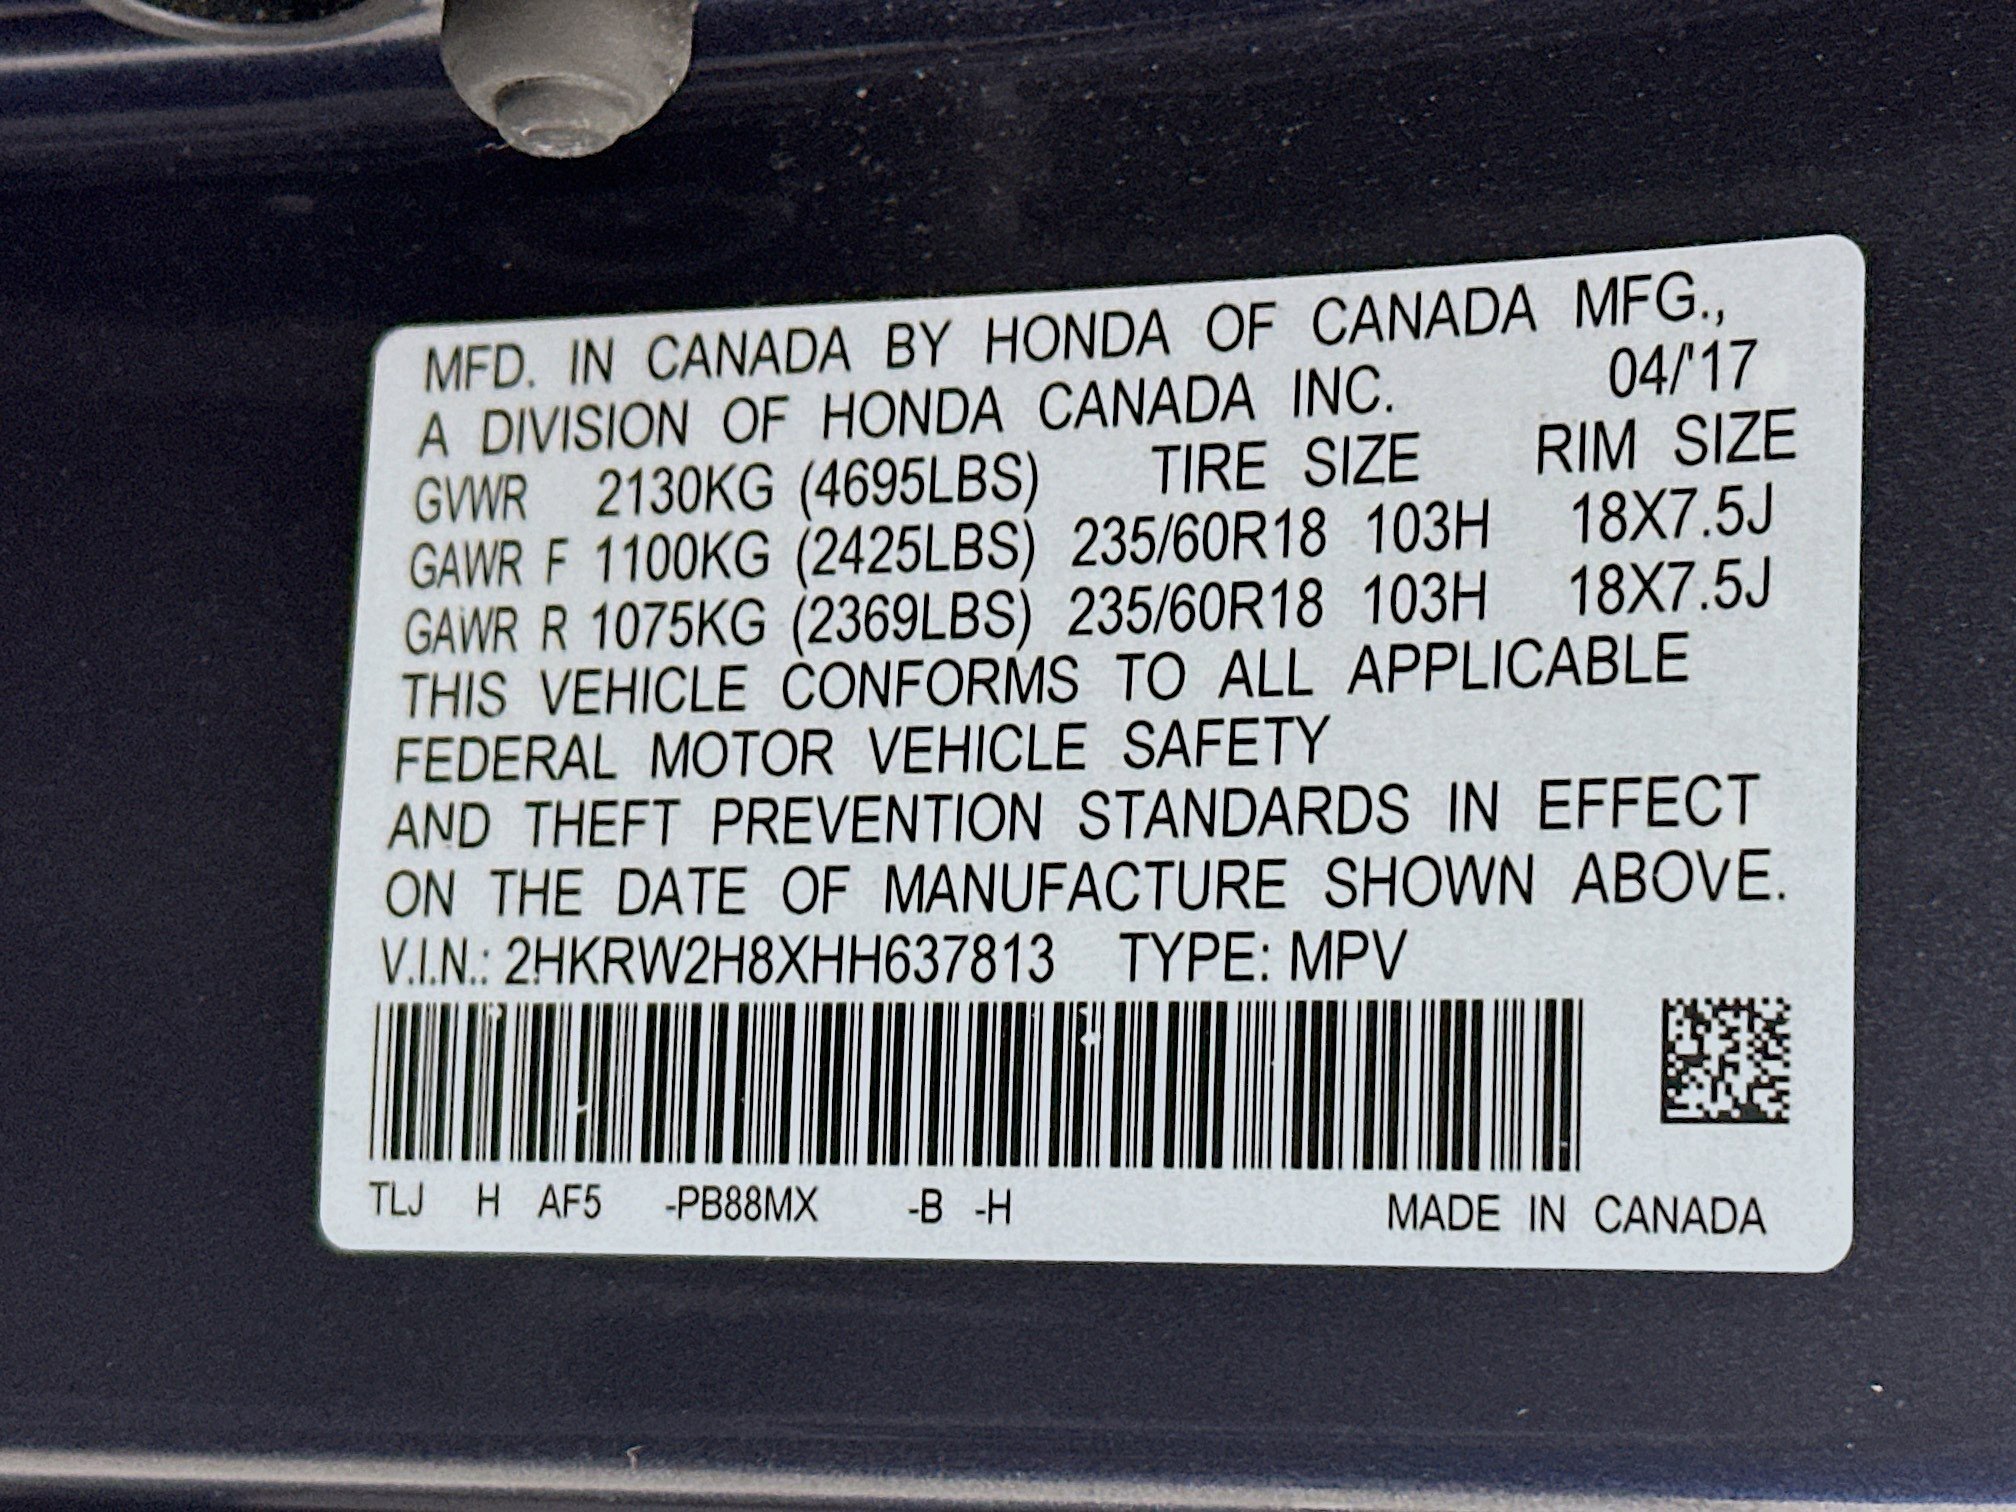 MFD. IN CANADA BY HONDA OF CANADA MFG.,
A DIVISION OF HONDA CANADA INC. 04/'17
GVWR 2130KG (4695LBS) TIRE SIZE RIM SIZE
GAWR F 1100KG (2425LBS) 235/60R18 103H 18X7.5J
GAWR R 1075KG (2369LBS) 235/60R18 103H 18X7.5J
THIS VEHICLE CONFORMS TO ALL APPLICABLE
FEDERAL MOTOR VEHICLE SAFETY
AND THEFT PREVENTION STANDARDS IN EFFECT
ON THE DATE OF MANUFACTURE SHOWN ABOVE.
V.I.N.: 2HKRW2H8XHH637813 TYPE: MPV
TLJ H AF5 -PB88MX -B -H MADE IN CANADA